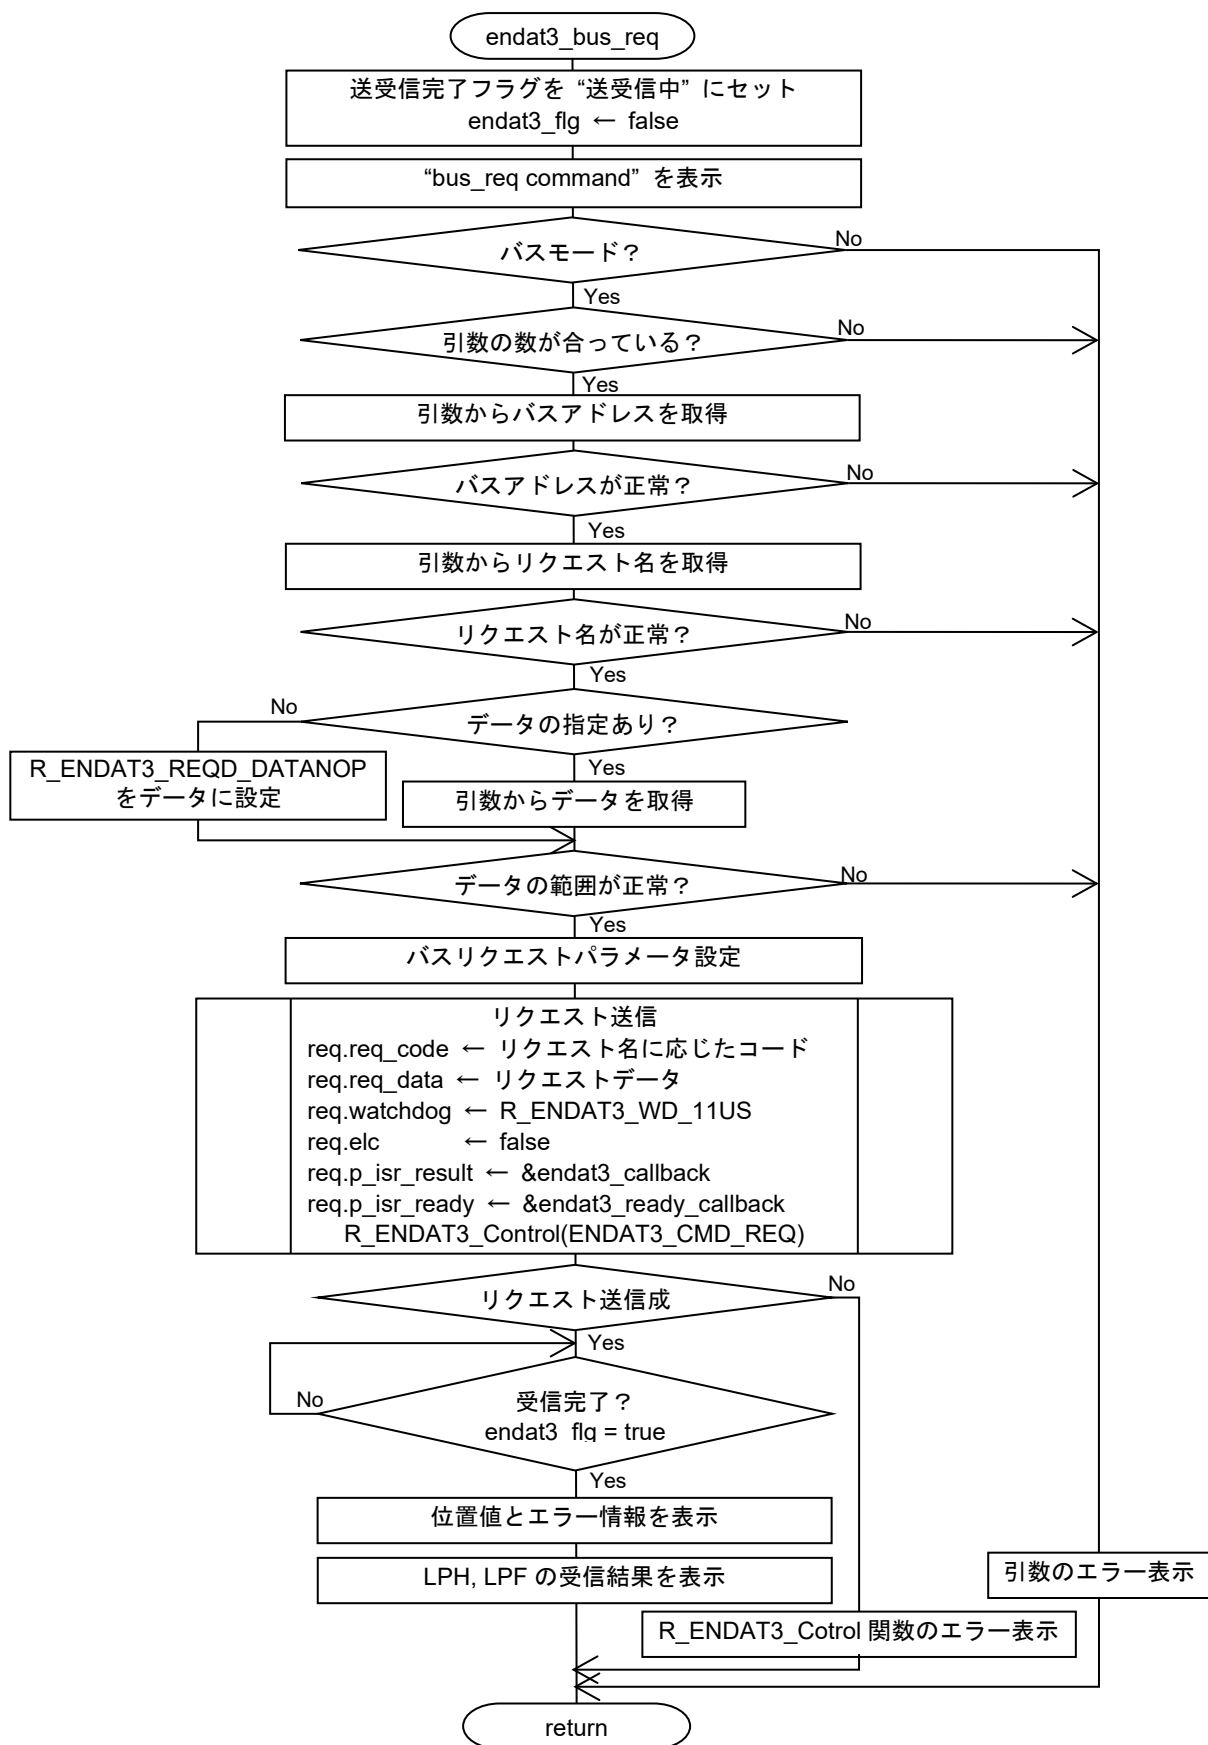 endat3_bus_req
送受信完了フラグを “送受信中” にセット
endat3_flg ← false
“bus_req command” を表示
バスモード？
No
Yes
引数の数が合っている？
No
Yes
引数からバスアドレスを取得
バスアドレスが正常？
No
Yes
引数からリクエスト名を取得
リクエスト名が正常？
No
Yes
データの指定あり？
No
Yes
R_ENDAT3_REQD_DATANOP
をデータに設定
引数からデータを取得
データの範囲が正常？
No
Yes
バスリクエストパラメータ設定
リクエスト送信
req.req_code ← リクエスト名に応じたコード
req.req_data ← リクエストデータ
req.watchdog ← R_ENDAT3_WD_11US
req.elc ← false
req.p_isr_result ← &endat3_callback
req.p_isr_ready ← &endat3_ready_callback
R_ENDAT3_Control(ENDAT3_CMD_REQ)
リクエスト送信成
No
Yes
受信完了？
endat3_flg = true
No
Yes
位置値とエラー情報を表示
LPH, LPF の受信結果を表示
引数のエラー表示
R_ENDAT3_Cotrol 関数のエラー表示
return